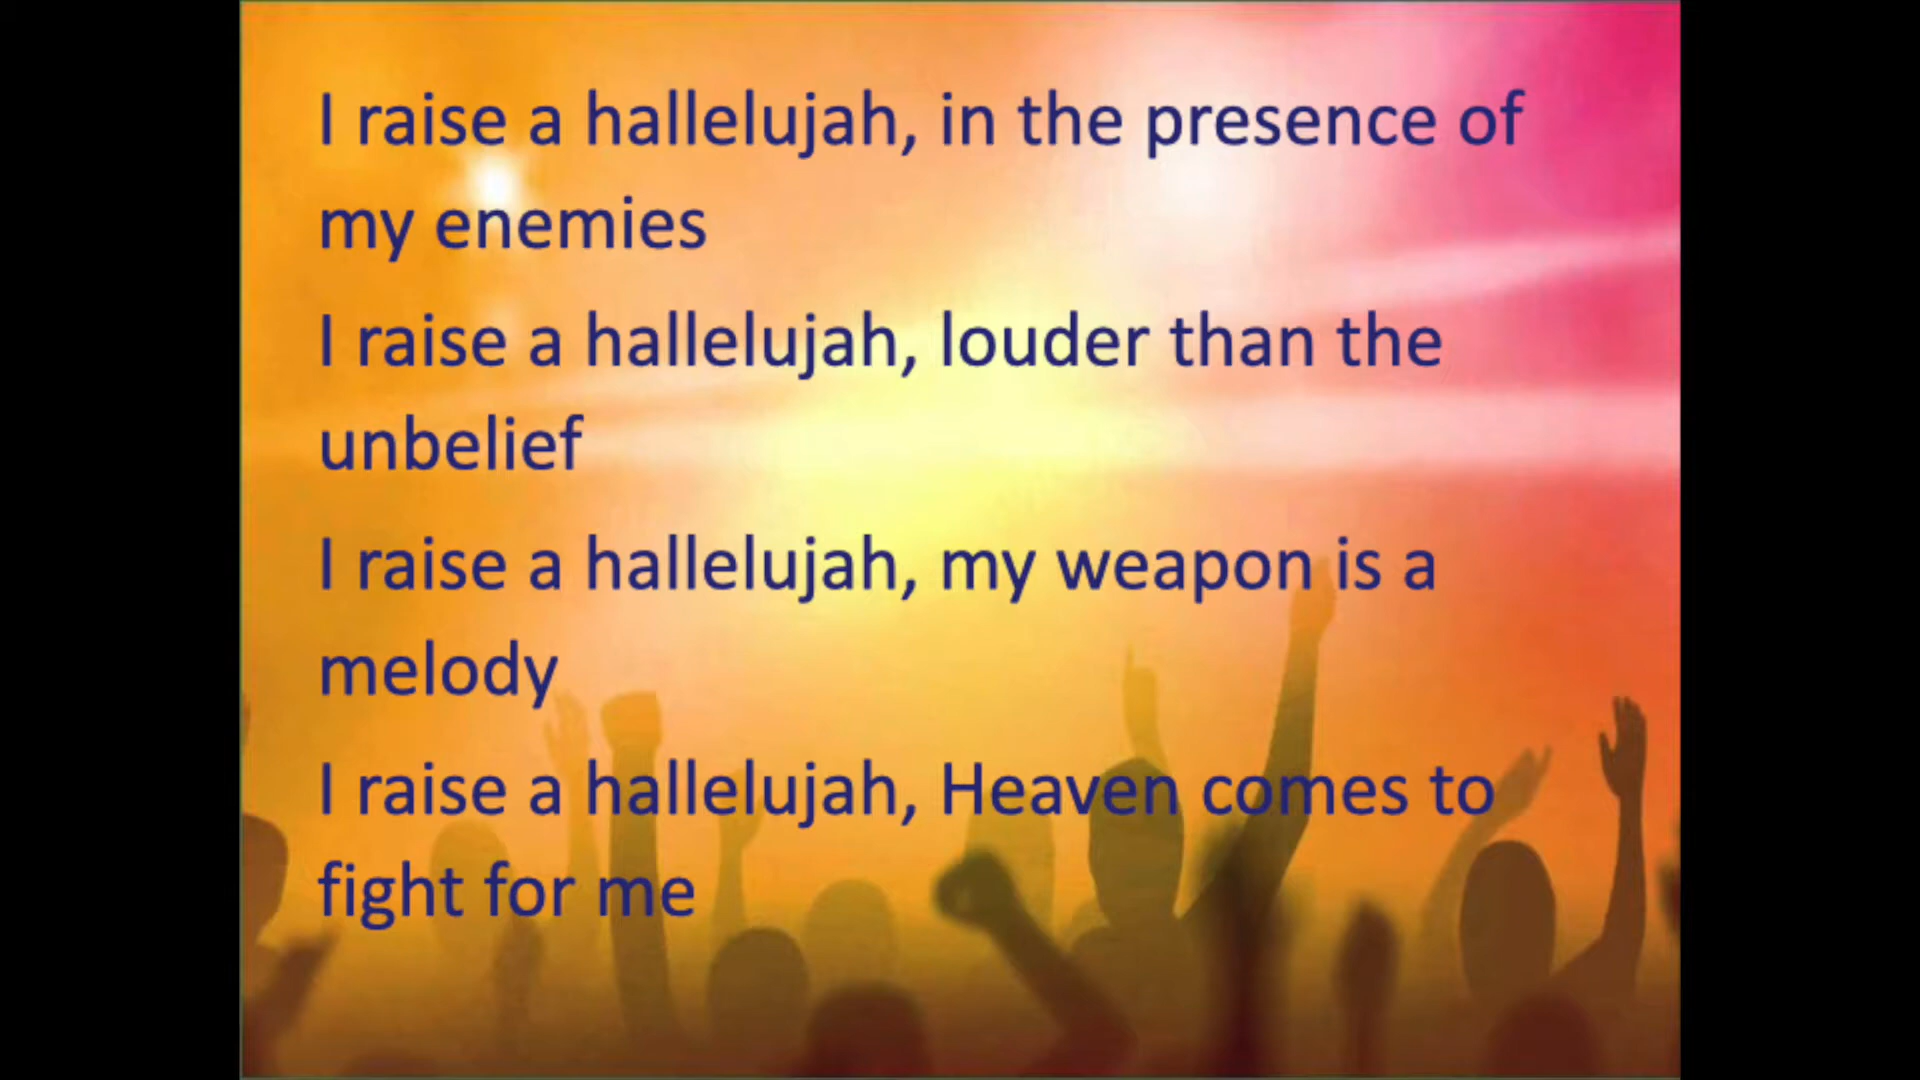 I raise a hallelujah, in the presence of
my enemies
I raise a hallelujah, louder than the
unbelief
I raise a hallelujah, my weapon is a
melody
I raise a hallelujah, Heaven comes to
fight for me